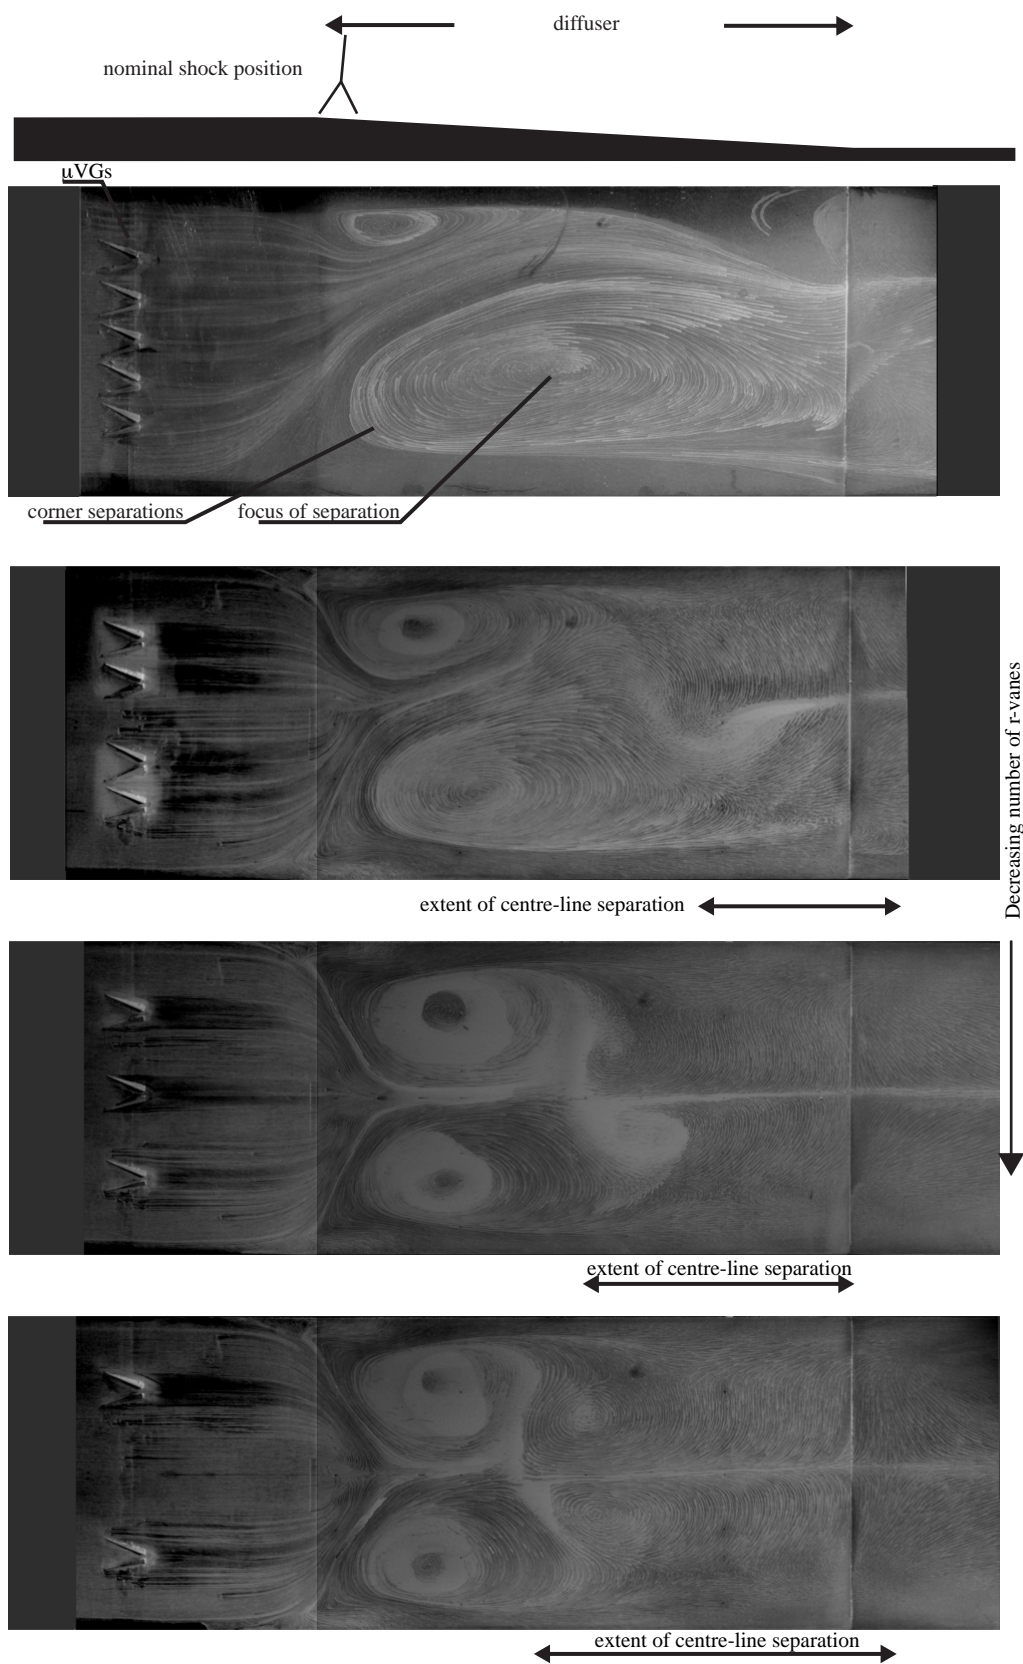 diffuser
nominal shock position
μVGs
corner separations
focus of separation
Decreasing number of r-vanes
extent of centre-line separation
extent of centre-line separation
extent of centre-line separation